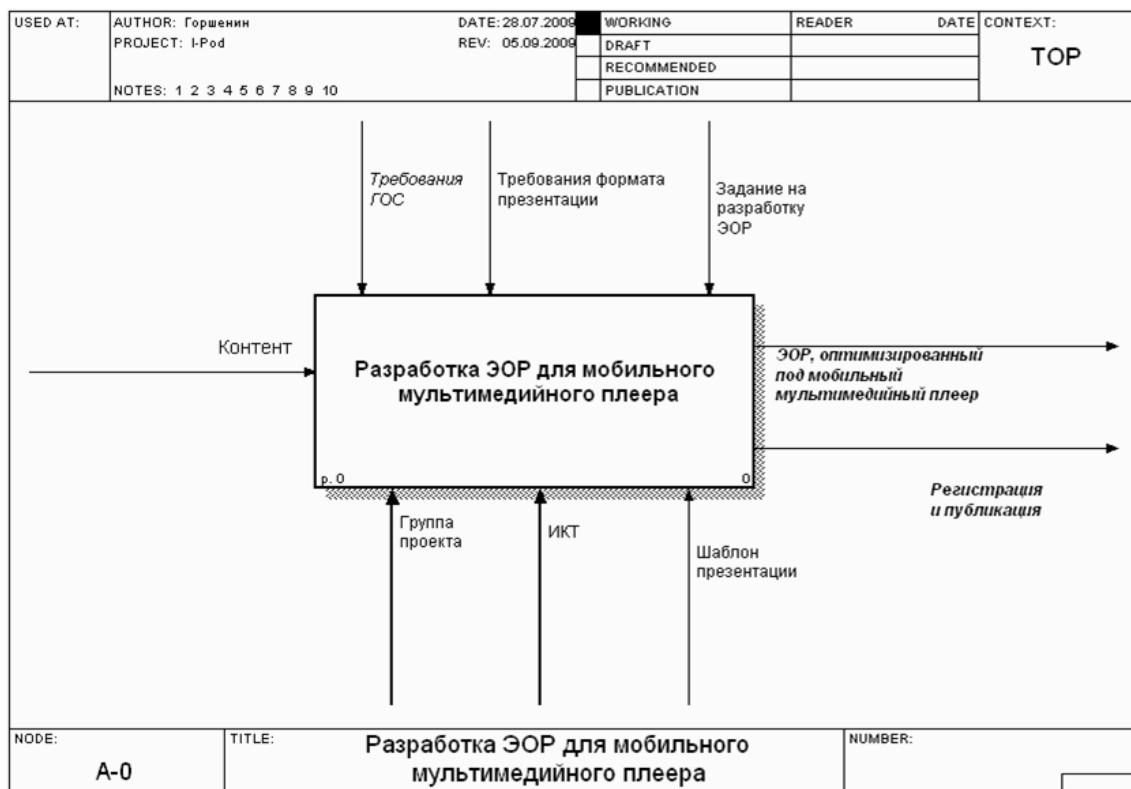 USED AT:
AUTHOR: Горшенин
DATE: 28.07.2009
WORKING
READER
DATE
CONTEXT:
PROJECT: I-Pod
REV: 05.09.2009
DRAFT
TOP
RECOMMENDED
NOTES: 1 2 3 4 5 6 7 8 9 10
PUBLICATION
Требования
ГОС
Требования формата
презентации
Задание на
разработку
ЭОР
Контент
Разработка ЭОР для мобильного
мультимедийного плеера
ЭОР, оптимизированный
под мобильный
мультимедийный плеер
p. 0
0
Регистрация
и публикация
Группа
проекта
ИКТ
Шаблон
презентации
NODE:
A-0
TITLE:
Разработка ЭОР для мобильного
мультимедийного плеера
NUMBER: